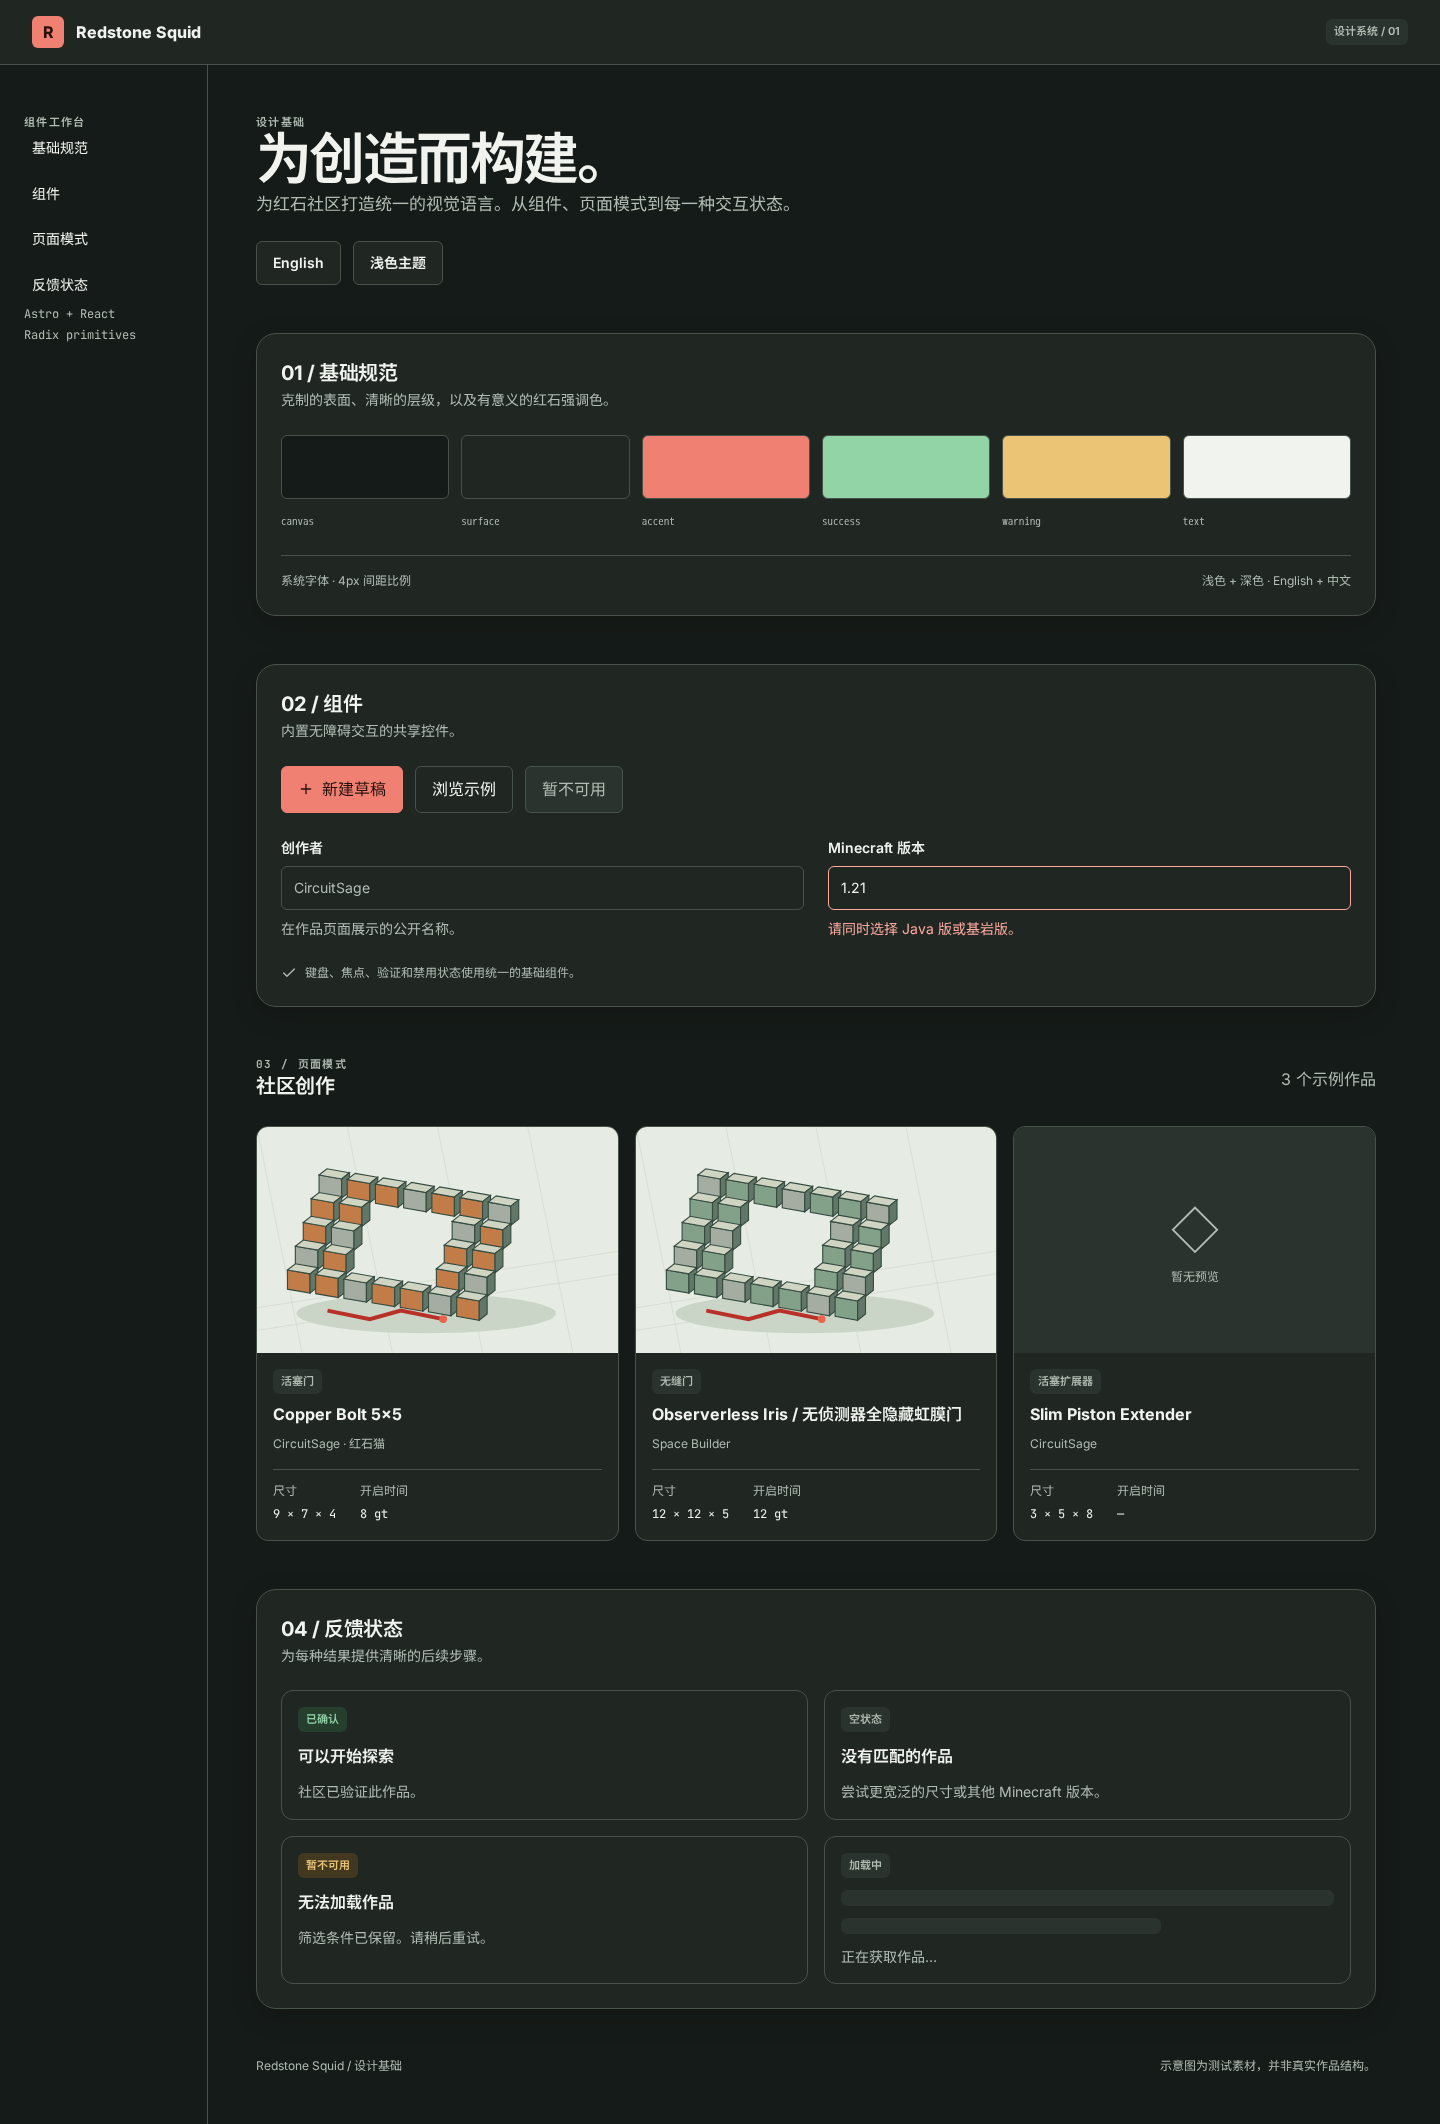 R Redstone Squid
设计系统 / 01
组件工作台
基础规范
组件
页面模式
反馈状态
Astro + React
Radix primitives
设计基础
为创造而构建。
为红石社区打造统一的视觉语言。从组件、页面模式到每一种交互状态。
English
浅色主题
01 / 基础规范
克制的表面、清晰的层级，以及有意义的红石强调色。
canvas
surface
accent
success
warning
text
系统字体 · 4px 间距比例
浅色 + 深色 · English + 中文
02 / 组件
内置无障碍交互的共享控件。
+ 新建草稿
浏览示例
暂不可用
创作者
CircuitSage
在作品页面展示的公开名称。
Minecraft 版本
1.21
请同时选择 Java 版或基岩版。
键盘、焦点、验证和禁用状态使用统一的基础组件。
03 / 页面模式
社区创作
3 个示例作品
活塞门
Copper Bolt 5×5
CircuitSage · 红石猫
尺寸 开启时间
9 × 7 × 4 8 gt
无缝门
Observerless Iris / 无侦测器全隐藏虹膜门
Space Builder
尺寸 开启时间
12 × 12 × 5 12 gt
暂无预览
活塞扩展器
Slim Piston Extender
CircuitSage
尺寸 开启时间
3 × 5 × 8 —
04 / 反馈状态
为每种结果提供清晰的后续步骤。
已确认
可以开始探索
社区已验证此作品。
空状态
没有匹配的作品
尝试更宽泛的尺寸或其他 Minecraft 版本。
暂不可用
无法加载作品
筛选条件已保留。请稍后重试。
加载中
正在获取作品…
Redstone Squid / 设计基础
示意图为测试素材，并非真实作品结构。